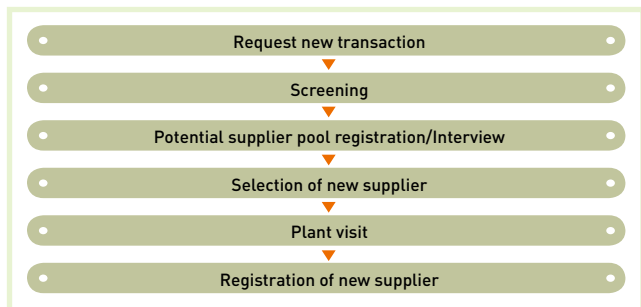 Request new transaction
Screening
Potential supplier pool registration/Interview
Selection of new supplier
Plant visit
Registration of new supplier